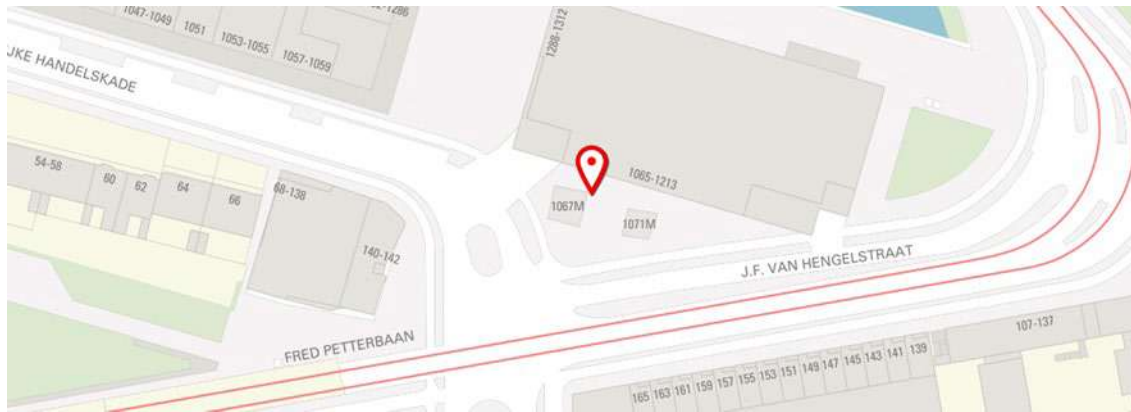 1047-1049
1051
1053-1055
1057-1059
1288-1312
JKE HANDELSKADE
54-58
60
62
64
66
68-138
140-142
1065-1213
1067M
1071M
J.F. VAN HENGELSTRAAT
FRED PETTERBAAN
107-137
165 163 161 159 157 155 153 151 149 147 145 143 141 139